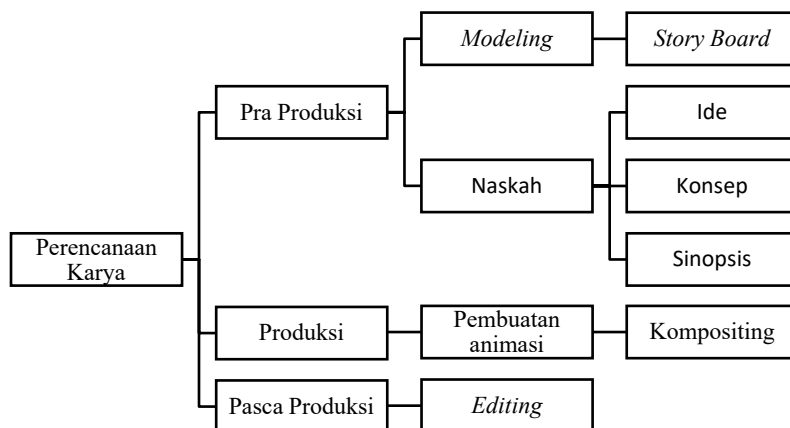 Modeling
Story Board
Pra Produksi
Ide
Naskah
Konsep
Sinopsis
Perencanaan
Karya
Produksi
Pembuatan
animasi
Kompositing
Pasca Produksi
Editing